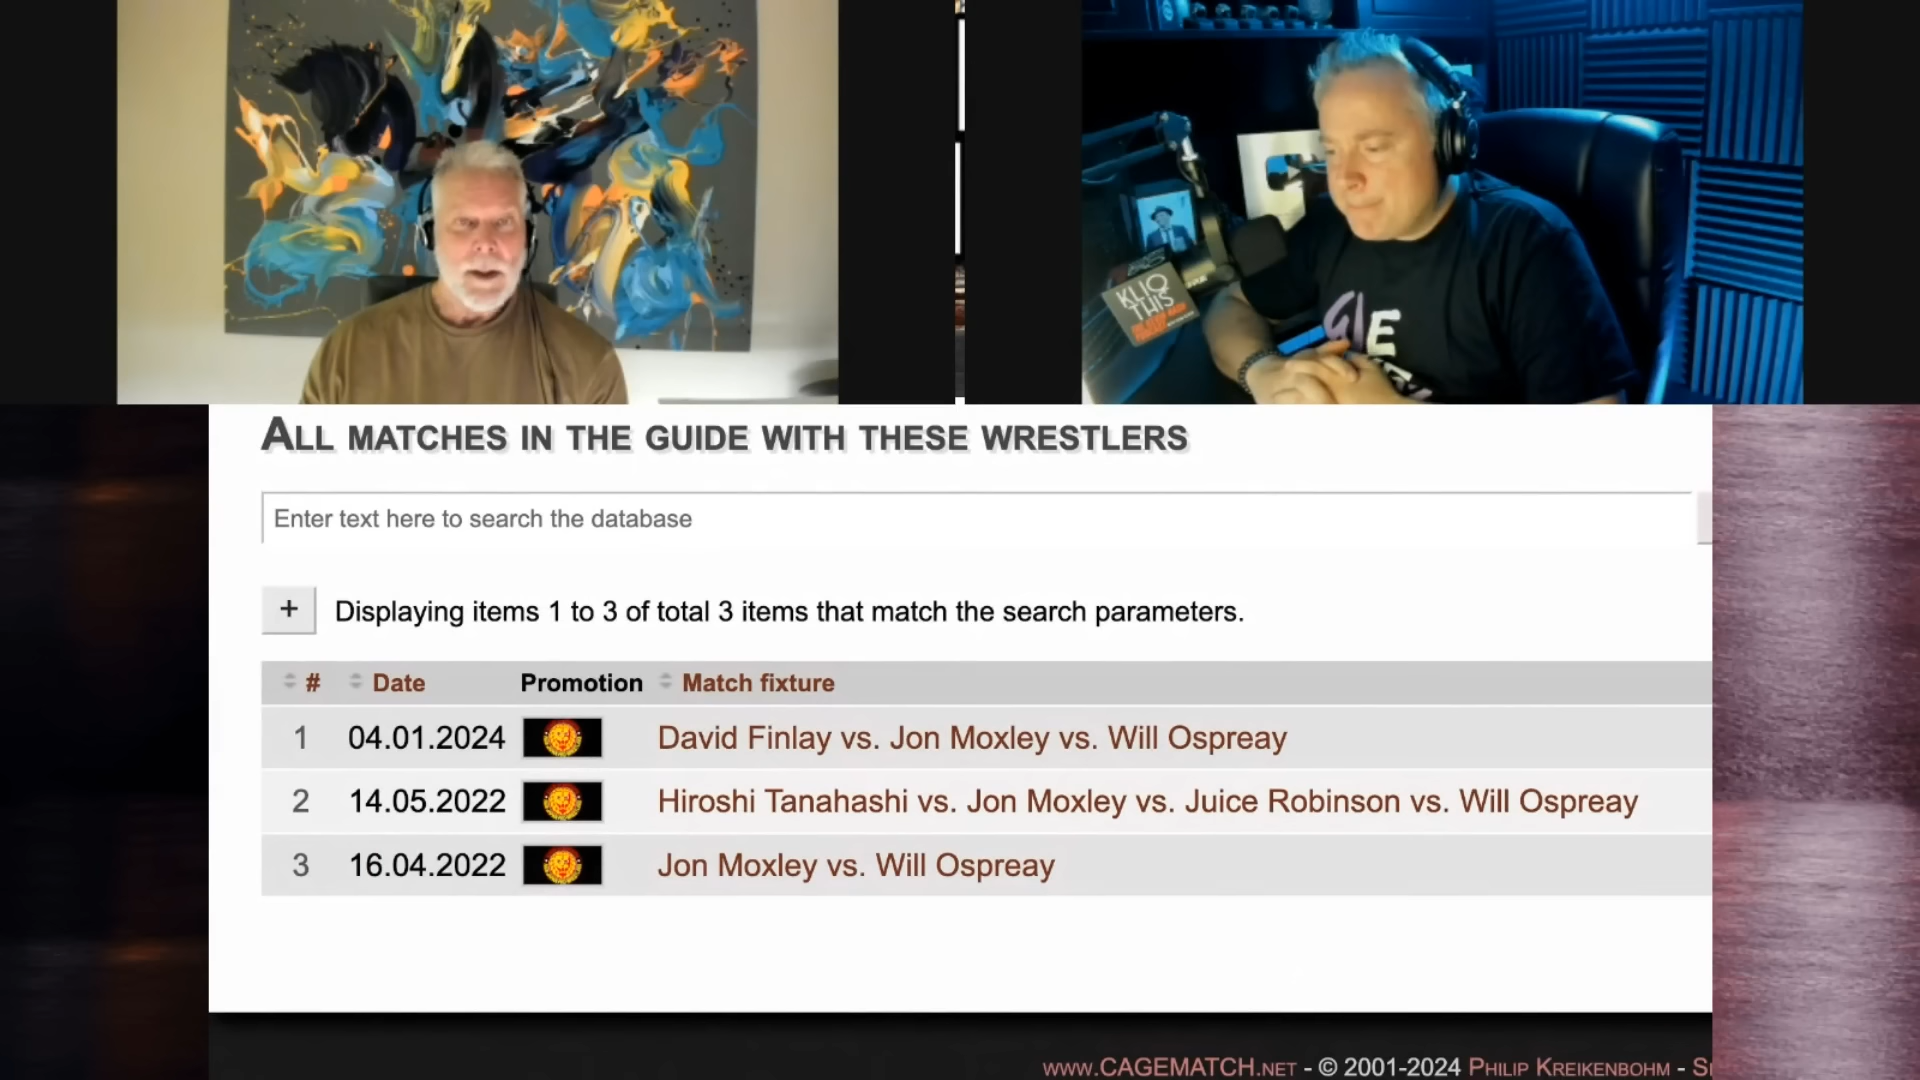 KLIQ
THIS
ALL MATCHES IN THE GUIDE WITH THESE WRESTLERS
Enter text here to search the database
+ Displaying items 1 to 3 of total 3 items that match the search parameters.
# Date Promotion Match fixture
1 04.01.2024 David Finlay vs. Jon Moxley vs. Will Ospreay
2 14.05.2022 Hiroshi Tanahashi vs. Jon Moxley vs. Juice Robinson vs. Will Ospreay
3 16.04.2022 Jon Moxley vs. Will Ospreay
WWW.CAGEMATCH.NET - © 2001-2024 PHILIP KREIKENBOHM -